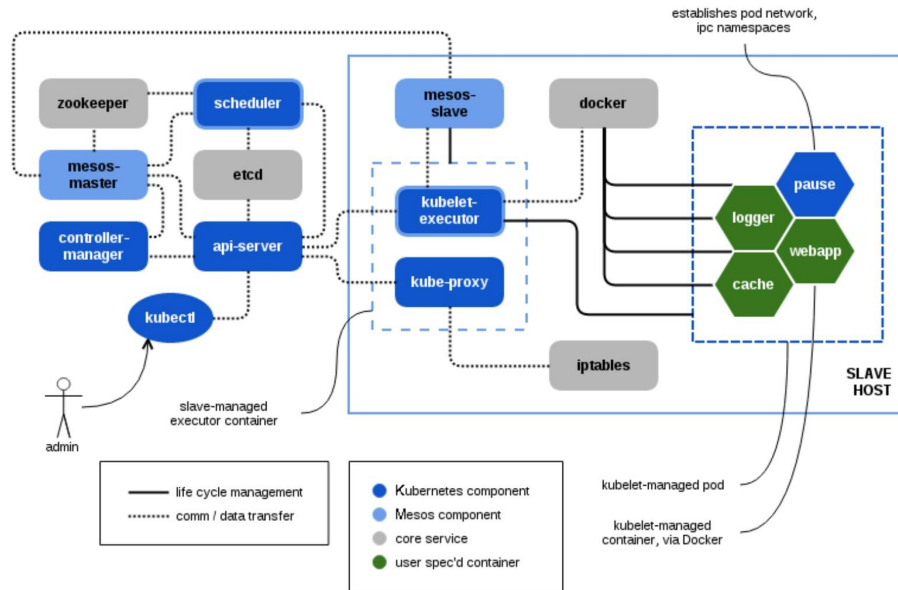 establishes pod network,
ipc namespaces
zookeeper
scheduler
mesos-
slave
docker
mesos-
master
etcd
pause
kubelet-
executor
logger
controller-
manager
api-server
webapp
kube-proxy
cache
kubectl
iptables
SLAVE
HOST
slave-managed
executor container
admin
life cycle management
comm / data transfer
Kubernetes component
Mesos component
core service
user spec'd container
kubelet-managed pod
kubelet-managed
container, via Docker